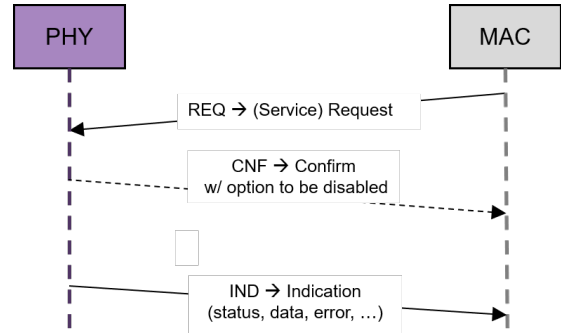 PHY
MAC
REQ → (Service) Request
CNF → Confirm
w/ option to be disabled
IND → Indication
(status, data, error, …)